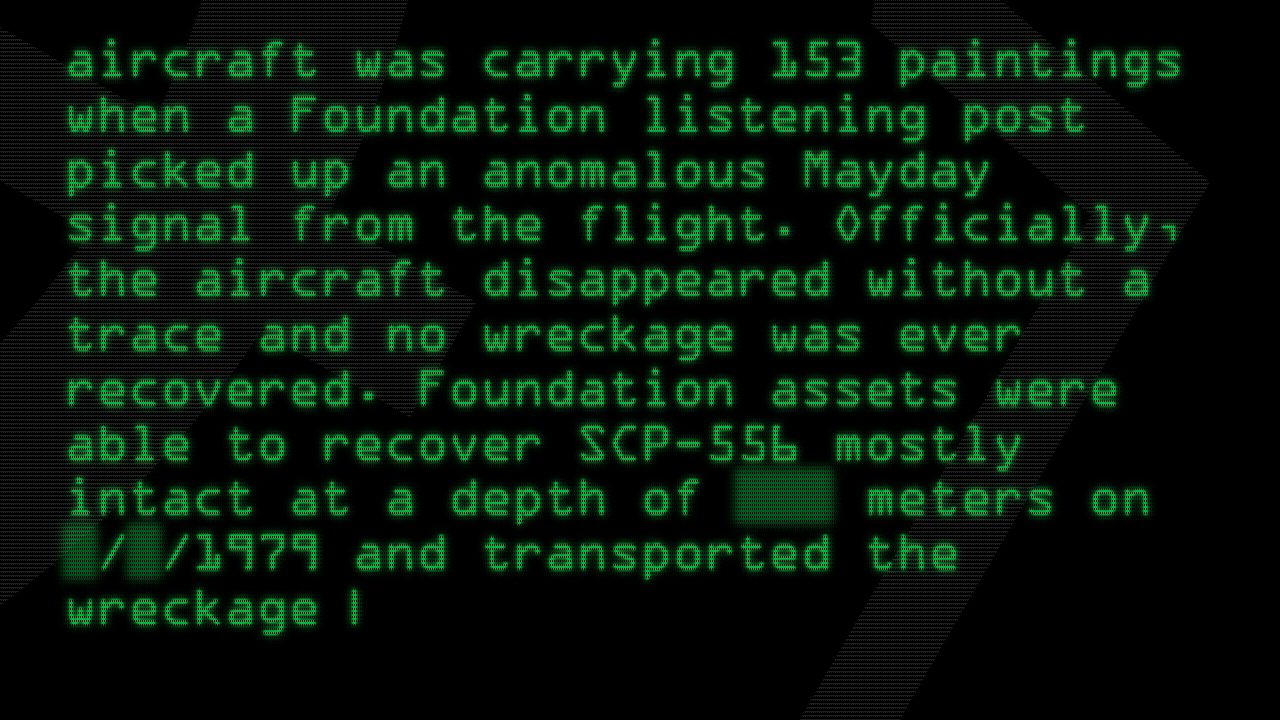 aircraft was carrying 153 paintings
when a Foundation listening post
picked up an anomalous Mayday
signal from the flight. Officially,
the aircraft disappeared without a
trace and no wreckage was ever
recovered. Foundation assets were
able to recover SCP-556 mostly
intact at a depth of ███ meters on
█/█/1979 and transported the
wreckage